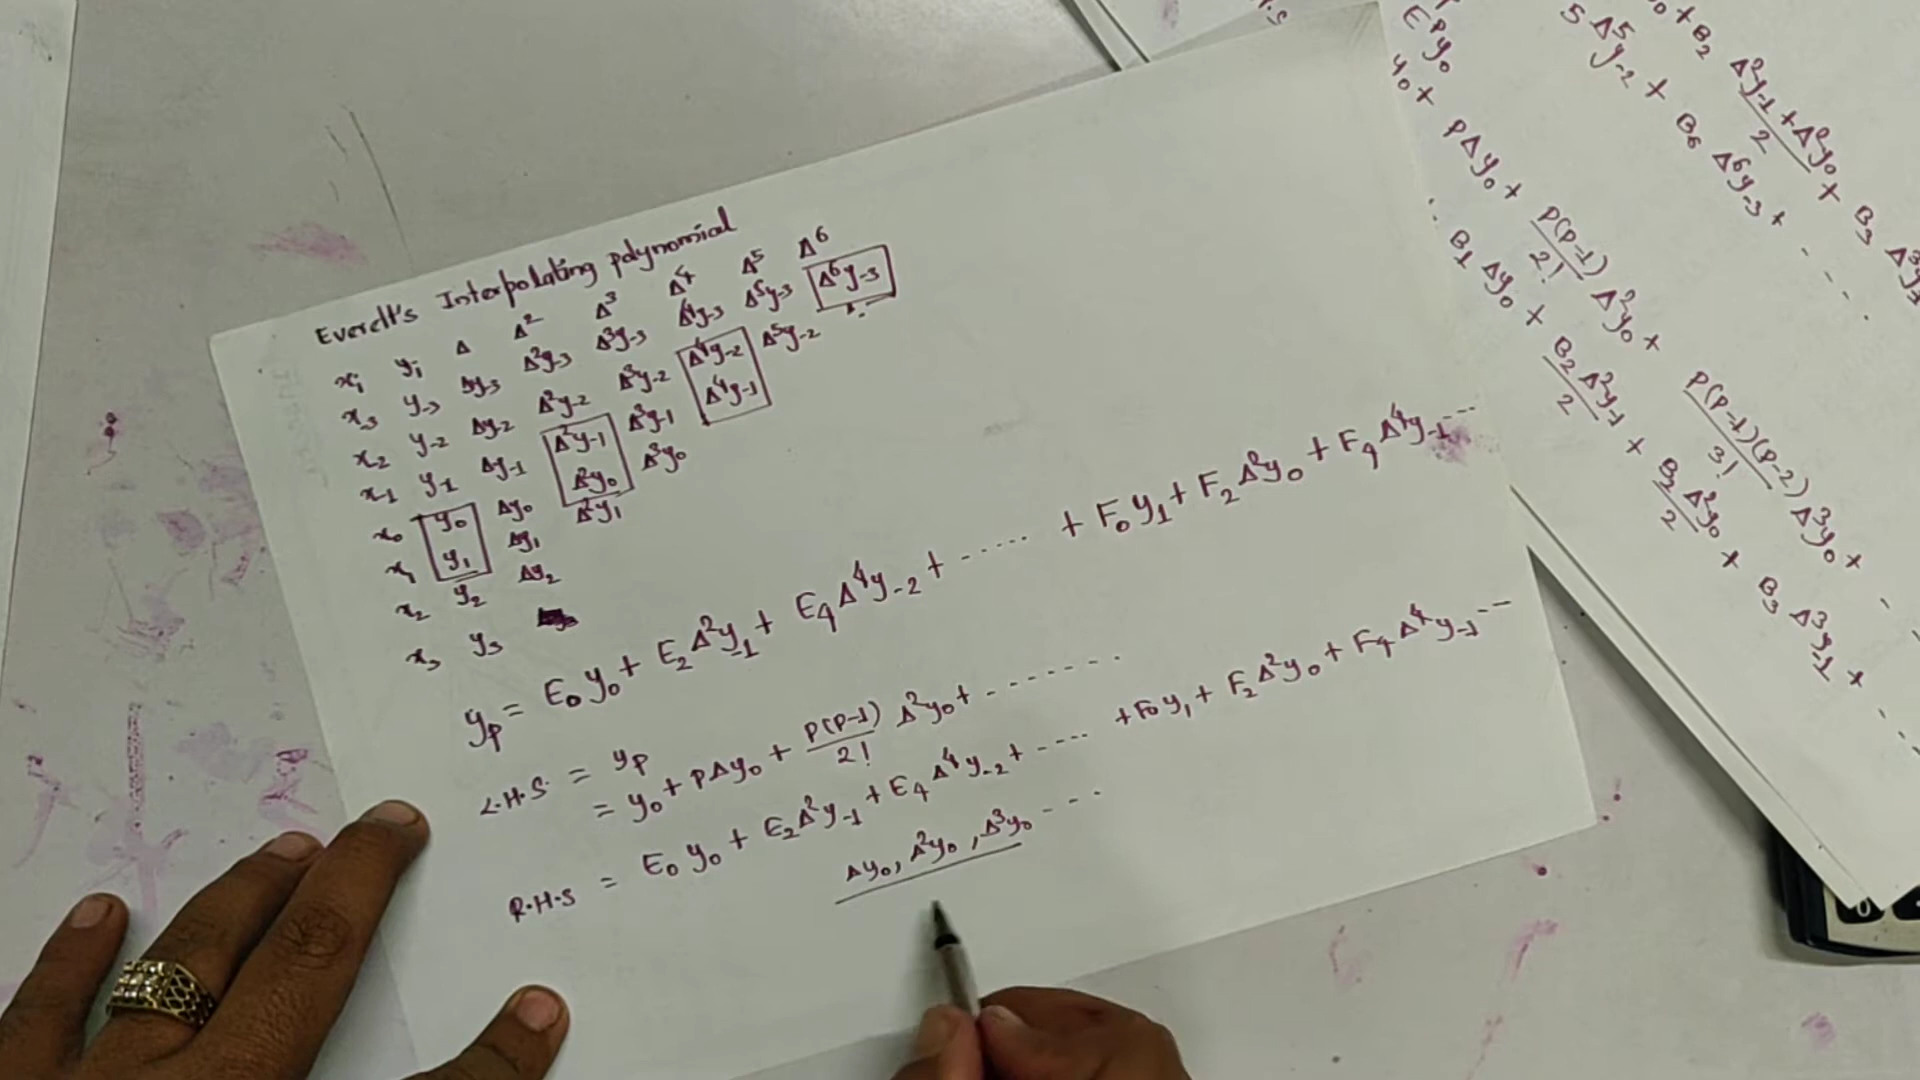 Everett's Interpolating polynomial
xi yi Δ Δ² Δ³ Δ⁴ Δ⁵ Δ⁶
x-3 y-3 Δy-3 Δ²y-3 Δ³y-3 Δ⁴y-3 Δ⁵y-3 Δ⁶y-3
x-2 y-2 Δy-2 Δ²y-2 Δ³y-2 Δ⁴y-2 Δ⁵y-2
x-1 y-1 Δy-1 Δ²y-1 Δ³y-1 Δ⁴y-1
x₀ y₀ Δy₀ Δ²y₀ Δ³y₀
x₁ y₁ Δy₁ Δ²y₁
x₂ y₂ Δy₂
x₃ y₃
yp = E₀y₀ + E₂Δ²y-1 + E₄Δ⁴y-2 + ..... + F₀y₁ + F₂Δ²y₀ + F₄Δ⁴y-1 ...
L.H.S. = yp
= y₀ + pΔy₀ + p(p-1)/2! Δ²y₀ + .......
R.H.S = E₀y₀ + E₂Δ²y-1 + E₄Δ⁴y-2 + .... + F₀y₁ + F₂Δ²y₀ + F₄Δ⁴y-1 --
Δy₀, Δ²y₀, Δ³y₀ ---
y₀ + B₂ Δ²y-1 + Δ²y₀/2 + B₃ Δ³y-1
5 Δ⁵y-2 + B₆ Δ⁶y-3 + ....
E^p y₀
y₀ + pΔy₀ + p(p-1)/2! Δ²y₀ + p(p-1)(p-2)/3! Δ³y₀ +
B₁ Δy₀ + B₂Δ²y-1/2 + B₂Δ²y₀/2 + B₃ Δ³y-1 +